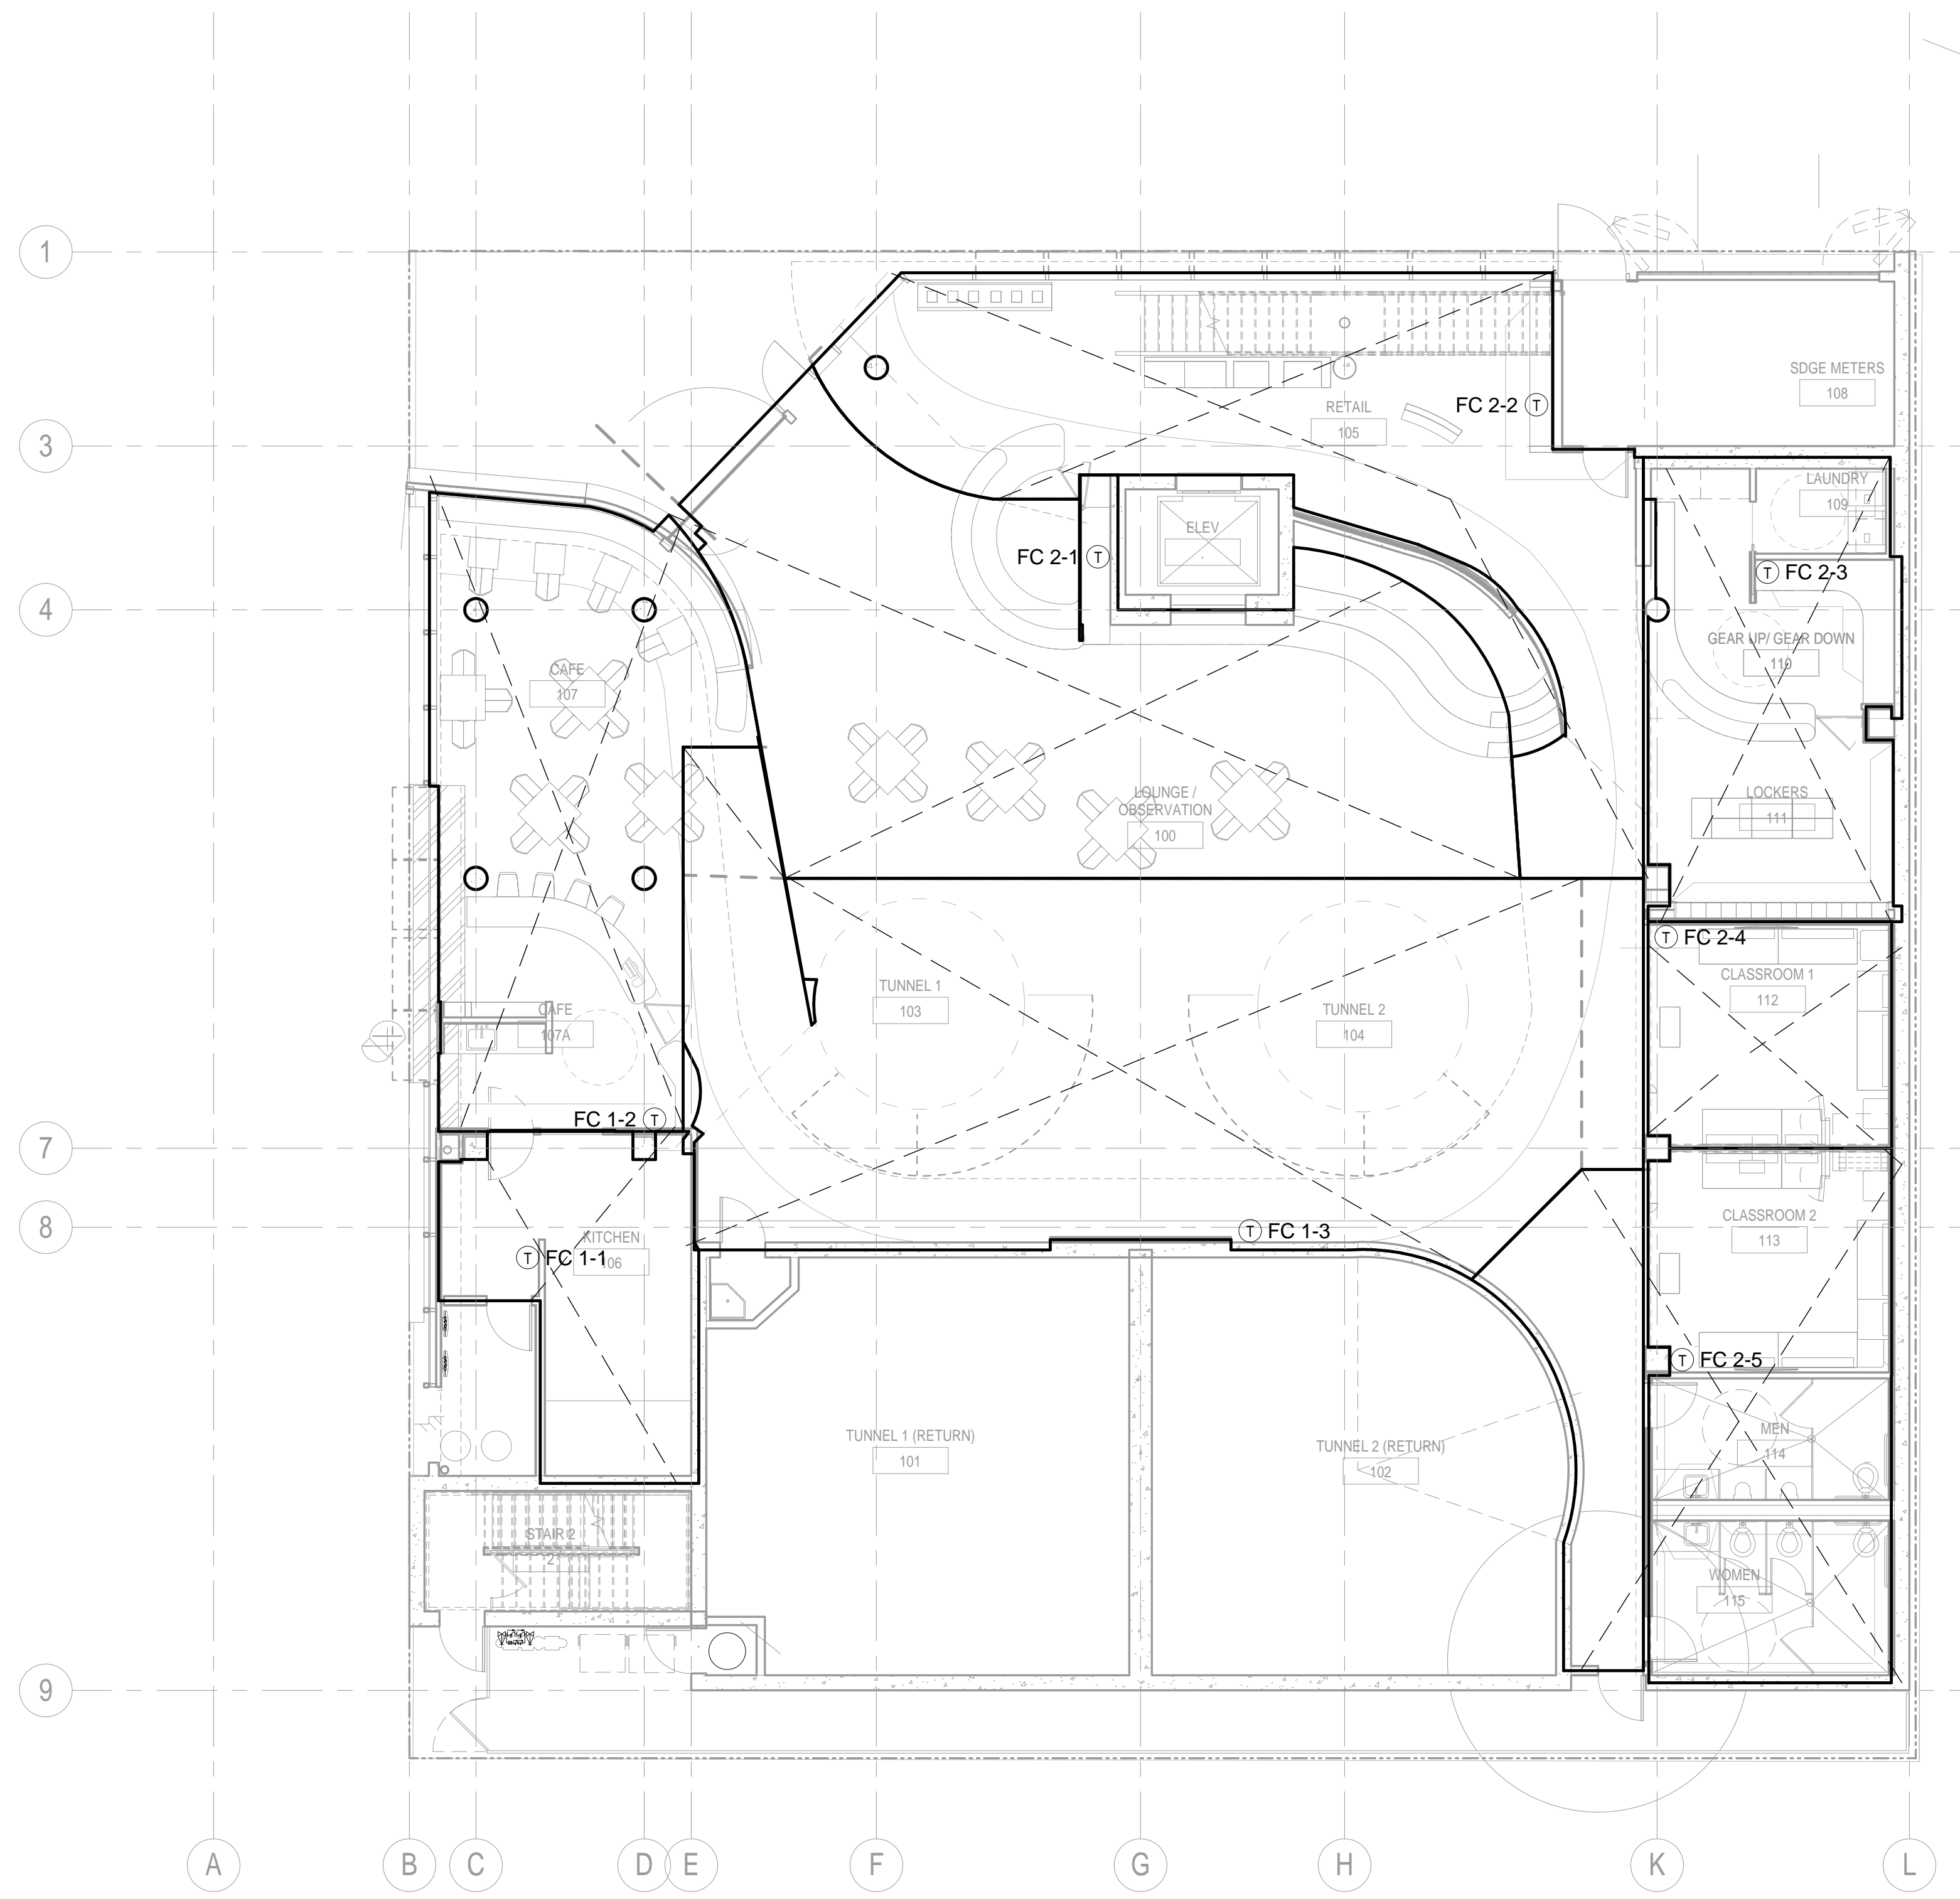 1
SDGE METERS
108
RETAIL
105
FC 2-2 T
3
LAUNDRY
109
ELEV
FC 2-1 T
T FC 2-3
4
GEAR UP/ GEAR DOWN
110
CAFE
107
LOCKERS
111
LOUNGE /
OBSERVATION
100
T FC 2-4
CLASSROOM 1
112
TUNNEL 1
103
TUNNEL 2
104
CAFE
107A
FC 1-2 T
7
CLASSROOM 2
113
8
T FC 1-3
KITCHEN
106
T FC 1-1
T FC 2-5
MEN
114
TUNNEL 1 (RETURN)
101
TUNNEL 2 (RETURN)
102
STAIR 2
2
WOMEN
115
9
A
B
C
D
E
F
G
H
K
L